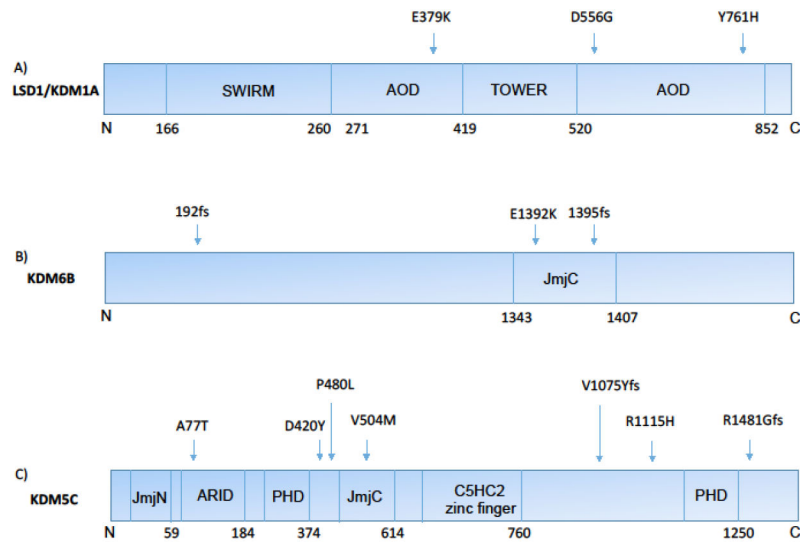 E379K D556G Y761H
A)
LSD1/KDM1A
SWIRM AOD TOWER AOD
N 166 260 271 419 520 852 C
192fs E1392K 1395fs
B)
KDM6B
JmjC
N 1343 1407 C
P480L V1075Yfs
A77T D420Y V504M R1115H R1481Gfs
C)
KDM5C
JmjN ARID PHD JmjC C5HC2 zinc finger PHD
N 59 184 374 614 760 1250 C